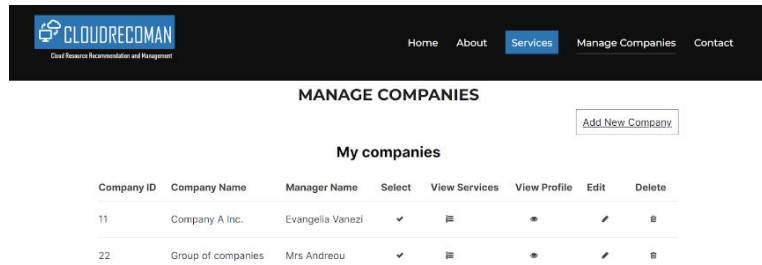 CLOUDRECOMAN
Cloud Resource Recommendation and Management
Home About Services Manage Companies Contact
MANAGE COMPANIES
Add New Company
My companies
Company ID Company Name Manager Name Select View Services View Profile Edit Delete
11 Company A Inc. Evangelia Vanezi
22 Group of companies Mrs Andreou